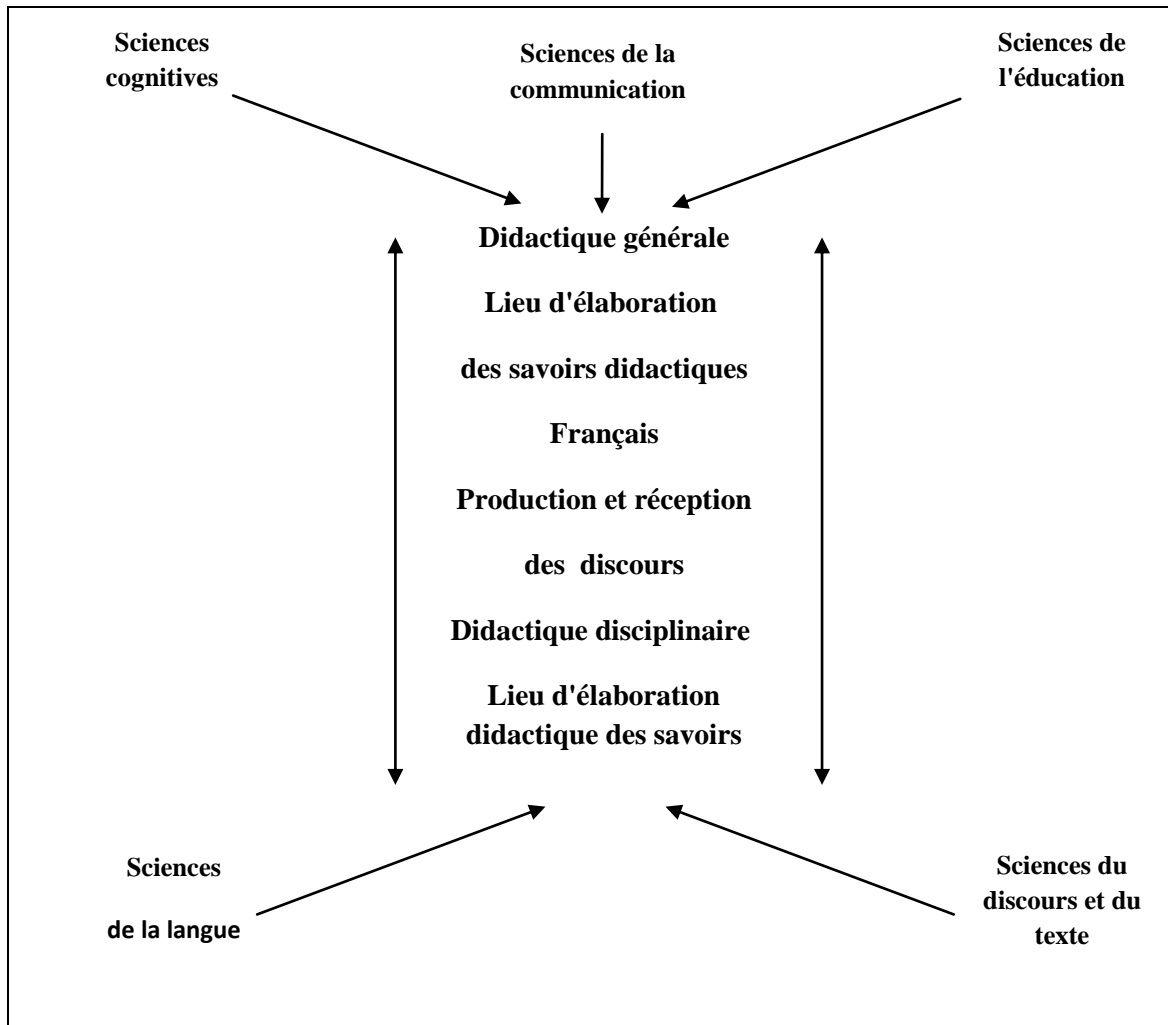 Sciences
cognitives
Sciences de la
communication
Sciences de
l'éducation
Didactique générale
Lieu d'élaboration
des savoirs didactiques
Français
Production et réception
des discours
Didactique disciplinaire
Lieu d'élaboration
didactique des savoirs
Sciences
de la langue
Sciences du
discours et du
texte